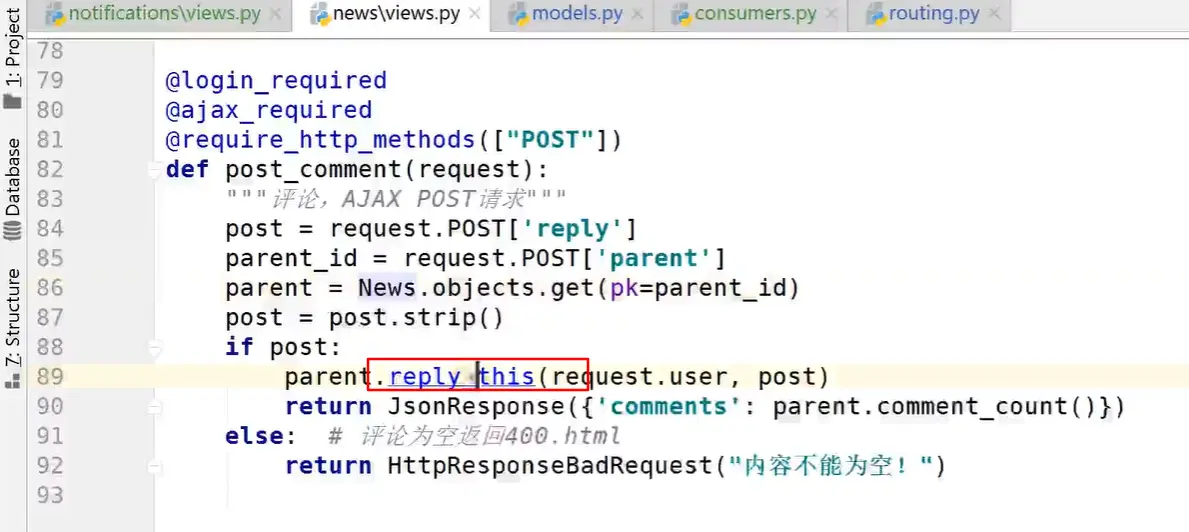 notifications\views.py
news\views.py
models.py
consumers.py
routing.py
1: Project
Database
7: Structure
78
79 @login_required
80 @ajax_required
81 @require_http_methods(["POST"])
82 def post_comment(request):
83 """评论，AJAX POST请求"""
84 post = request.POST['reply']
85 parent_id = request.POST['parent']
86 parent = News.objects.get(pk=parent_id)
87 post = post.strip()
88 if post:
89 parent.reply_this(request.user, post)
90 return JsonResponse({'comments': parent.comment_count()})
91 else: # 评论为空返回400.html
92 return HttpResponseBadRequest("内容不能为空！")
93